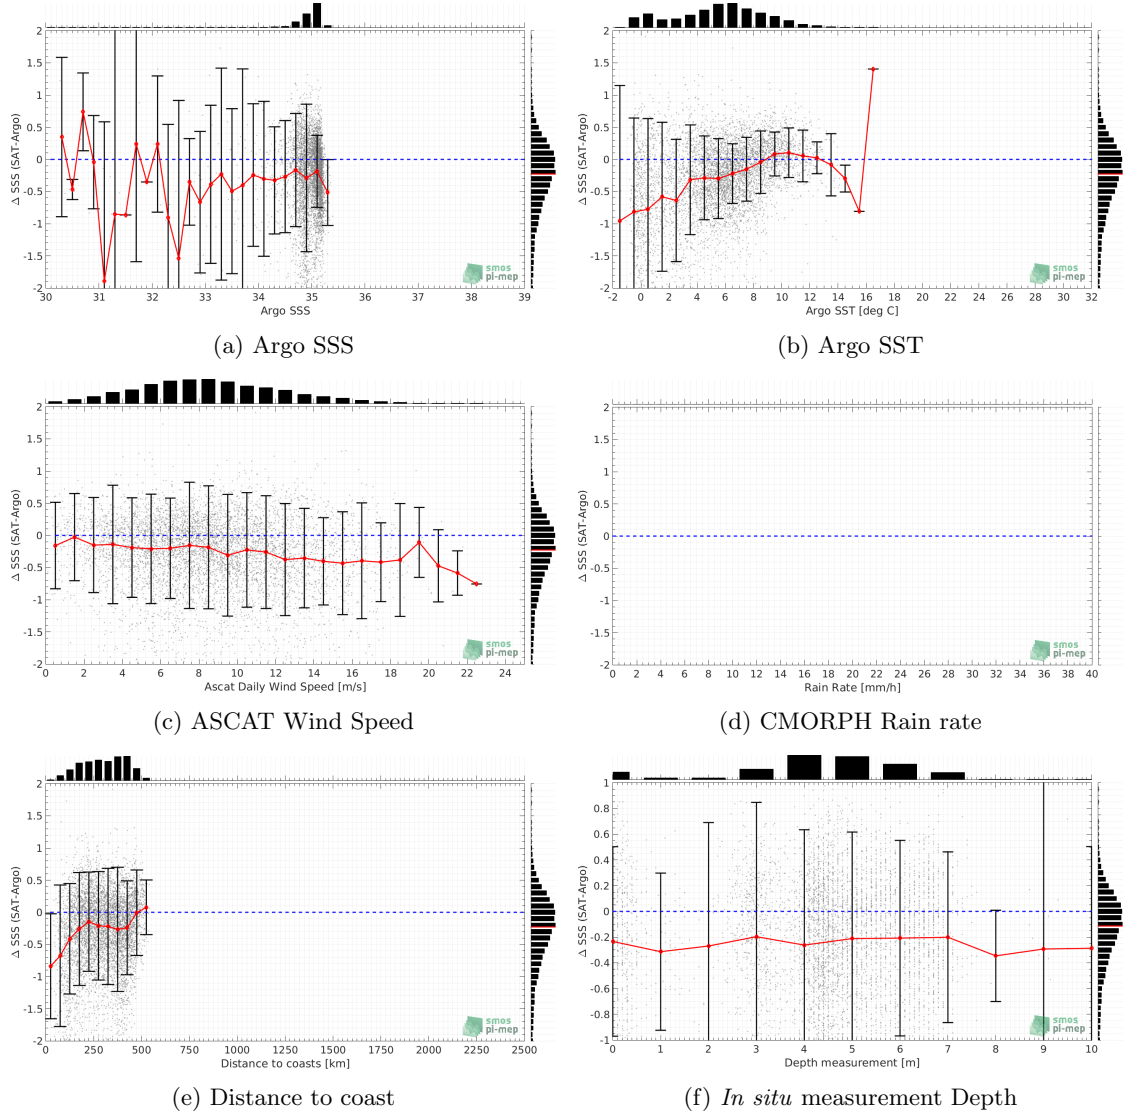 Δ SSS (SAT-Argo)
2
1.5
1
0.5
0
-0.5
-1
-1.5
-2
30 31 32 33 34 35 36 37 38 39
Argo SSS
smos
pi-mep
(a) Argo SSS
Δ SSS (SAT-Argo)
2
1.5
1
0.5
0
-0.5
-1
-1.5
-2
-2 0 2 4 6 8 10 12 14 16 18 20 22 24 26 28 30 32
Argo SST [deg C]
smos
pi-mep
(b) Argo SST
Δ SSS (SAT-Argo)
2
1.5
1
0.5
0
-0.5
-1
-1.5
-2
0 2 4 6 8 10 12 14 16 18 20 22 24
Ascat Daily Wind Speed [m/s]
smos
pi-mep
(c) ASCAT Wind Speed
Δ SSS (SAT-Argo)
2
1.5
1
0.5
0
-0.5
-1
-1.5
-2
0 2 4 6 8 10 12 14 16 18 20 22 24 26 28 30 32 34 36 38 40
Rain Rate [mm/h]
smos
pi-mep
(d) CMORPH Rain rate
Δ SSS (SAT-Argo)
2
1.5
1
0.5
0
-0.5
-1
-1.5
-2
0 250 500 750 1000 1250 1500 1750 2000 2250 2500
Distance to coasts [km]
smos
pi-mep
(e) Distance to coast
Δ SSS (SAT-Argo)
1
0.8
0.6
0.4
0.2
0
-0.2
-0.4
-0.6
-0.8
-1
0 1 2 3 4 5 6 7 8 9 10
Depth measurement [m]
smos
pi-mep
(f) In situ measurement Depth